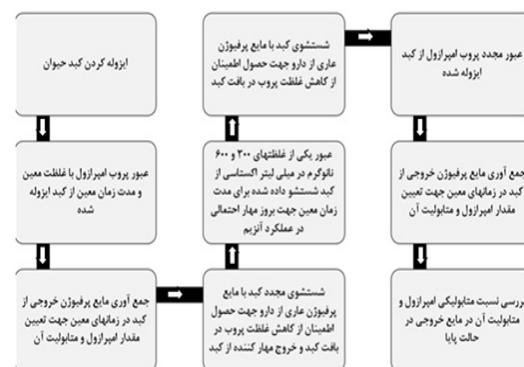 ایزوله کردن کبد حیوان
عبور پروب امپرازول با غلظت معین
و مدت زمان معین از کبد ایزوله
شده
جمع آوری مایع پرفیوژن خروجی از
کبد در زمانهای معین جهت تعیین
مقدار امپرازول و متابولیت آن
شستشوی مجدد کبد با مایع
پرفیوژن عاری از دارو جهت حصول
اطمینان از کاهش غلظت پروب در
بافت کبد و خروج مهار کننده از کبد
عبور یکی از غلظتهای ۳۰۰ و ۶۰۰
نانوگرم در میلی لیتر اکستاسی از
کبد شستشو داده شده برای مدت
زمان معین جهت بروز مهار احتمالی
در عملکرد آنزیم
شستشوی کبد با مایع پرفیوژن
عاری از دارو جهت حصول اطمینان
از کاهش غلظت پروب در بافت کبد
عبور مجدد پروب امپرازول از کبد
ایزوله شده
جمع آوری مایع پرفیوژن خروجی از
کبد در زمانهای معین جهت تعیین
مقدار امپرازول و متابولیت آن
بررسی نسبت متابولیکی امپرازول و
متابولیت آن در مایع خروجی در
حالت پایا